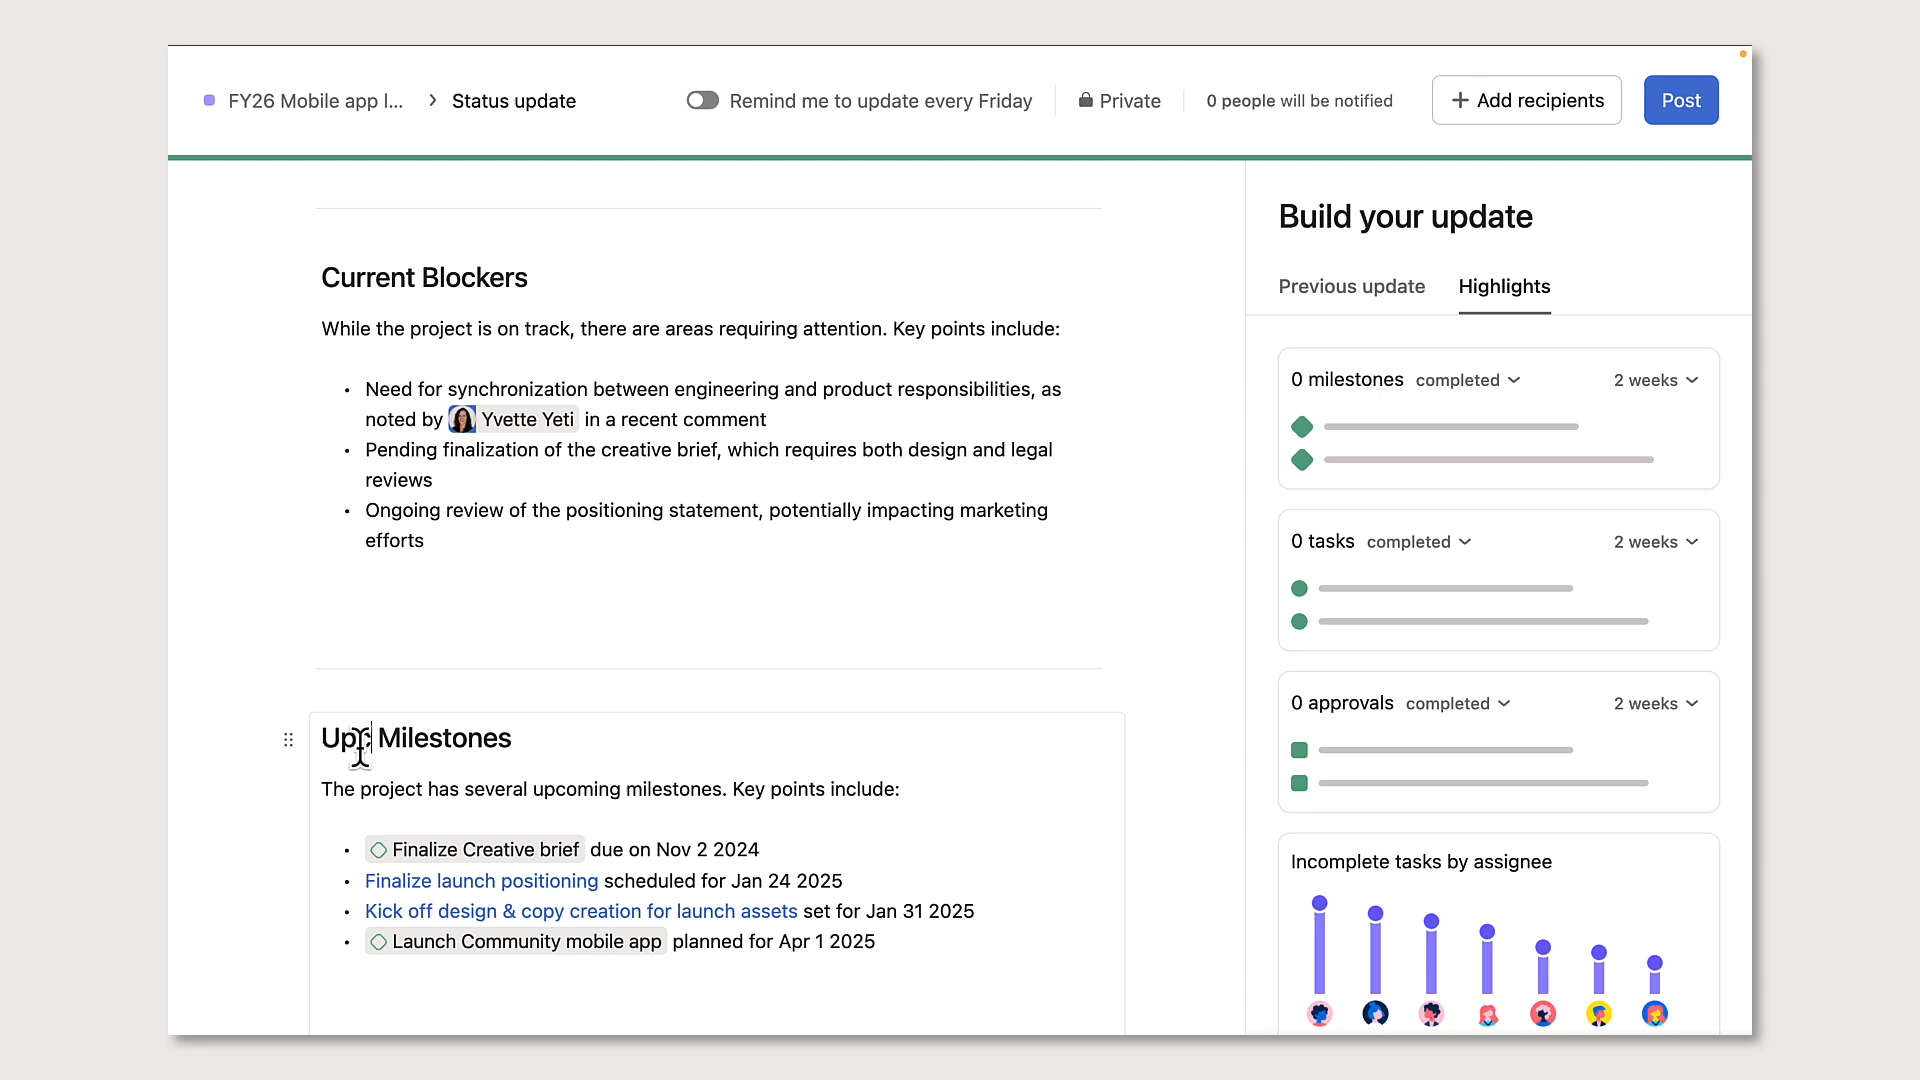 FY26 Mobile app l... > Status update
Remind me to update every Friday
Private
0 people will be notified
+ Add recipients
Post
Current Blockers
While the project is on track, there are areas requiring attention. Key points include:
• Need for synchronization between engineering and product responsibilities, as
noted by Yvette Yeti in a recent comment
• Pending finalization of the creative brief, which requires both design and legal
reviews
• Ongoing review of the positioning statement, potentially impacting marketing
efforts
Milestones
The project has several upcoming milestones. Key points include:
• Finalize Creative brief due on Nov 2 2024
• Finalize launch positioning scheduled for Jan 24 2025
• Kick off design & copy creation for launch assets set for Jan 31 2025
• Launch Community mobile app planned for Apr 1 2025
Build your update
Previous update Highlights
0 milestones completed 2 weeks
0 tasks completed 2 weeks
0 approvals completed 2 weeks
Incomplete tasks by assignee